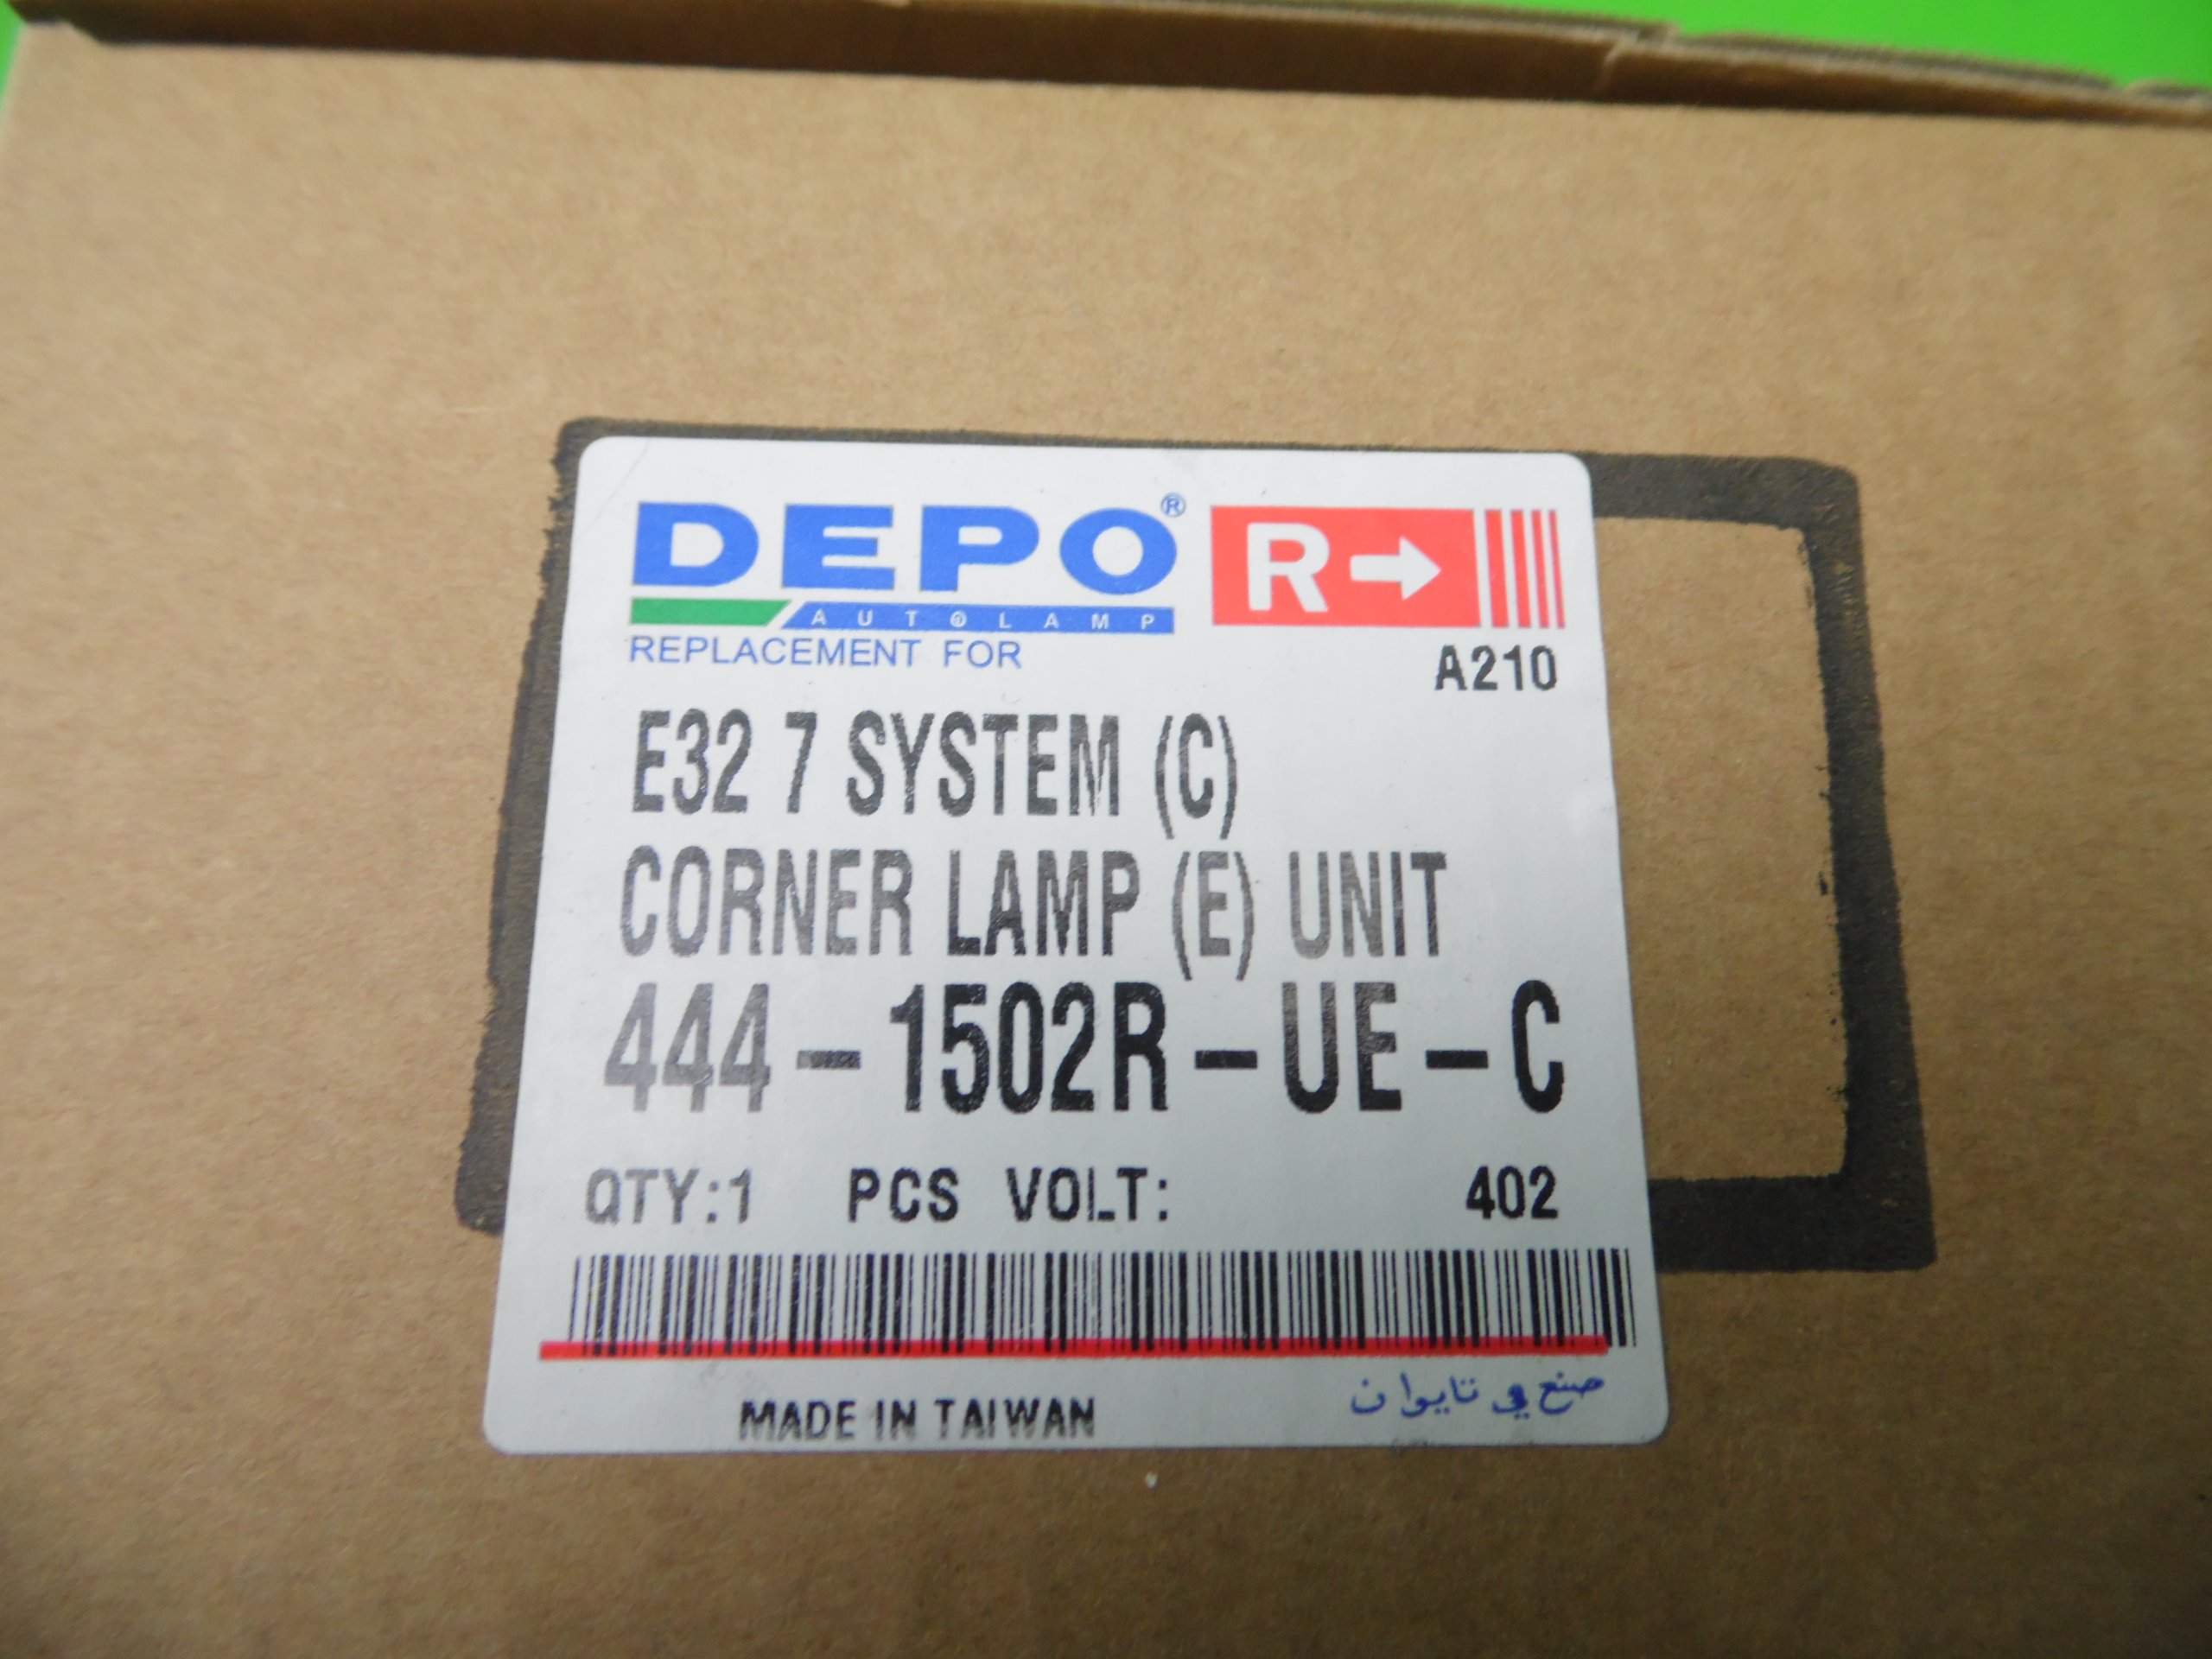 DEPO® R→
AUTOLAMP
REPLACEMENT FOR
A210
E32 7 SYSTEM (C)
CORNER LAMP (E) UNIT
444-1502R-UE-C
QTY:1 PCS VOLT: 402
صنع في تايوان
MADE IN TAIWAN